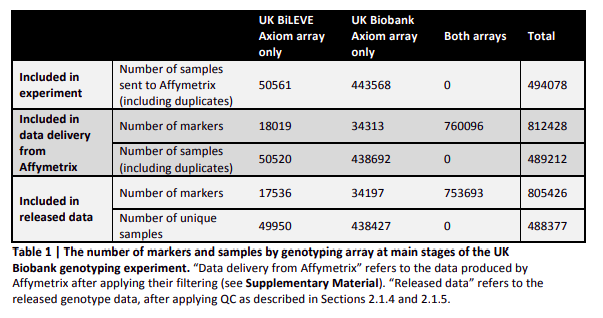 UK BiLEVE Axiom array only UK Biobank Axiom array only Both arrays Total
Included in experiment Number of samples sent to Affymetrix (including duplicates) 50561 443568 0 494078
Included in data delivery from Affymetrix Number of markers 18019 34313 760096 812428
Number of samples (including duplicates) 50520 438692 0 489212
Included in released data Number of markers 17536 34197 753693 805426
Number of unique samples 49950 438427 0 488377
Table 1 | The number of markers and samples by genotyping array at main stages of the UK
Biobank genotyping experiment. “Data delivery from Affymetrix” refers to the data produced by
Affymetrix after applying their filtering (see Supplementary Material). “Released data” refers to the
released genotype data, after applying QC as described in Sections 2.1.4 and 2.1.5.